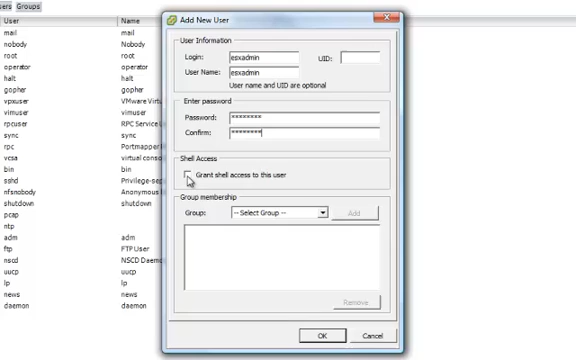 sers Groups
User Name
mail mail
nobody nobody
root root
operator operator
halt halt
gopher gopher
vpxuser VMware Virtu
vimuser vimuser
rpcuser RPC Service U
sync sync
rpc Portmapper R
vcsa virtual conso
bin bin
sshd Privilege-sep
nfsnobody Anonymous N
shutdown shutdown
pcap
ntp
adm adm
ftp FTP User
nscd NSCD Daemo
uucp uucp
lp lp
news news
daemon daemon
Add New User
User Information
Login: esxadmin UID:
User Name: esxadmin
User name and UID are optional
Enter password
Password: ********
Confirm: ********
Shell Access
Grant shell access to this user
Group membership
Group: -- Select Group -- Add
Remove
OK Cancel